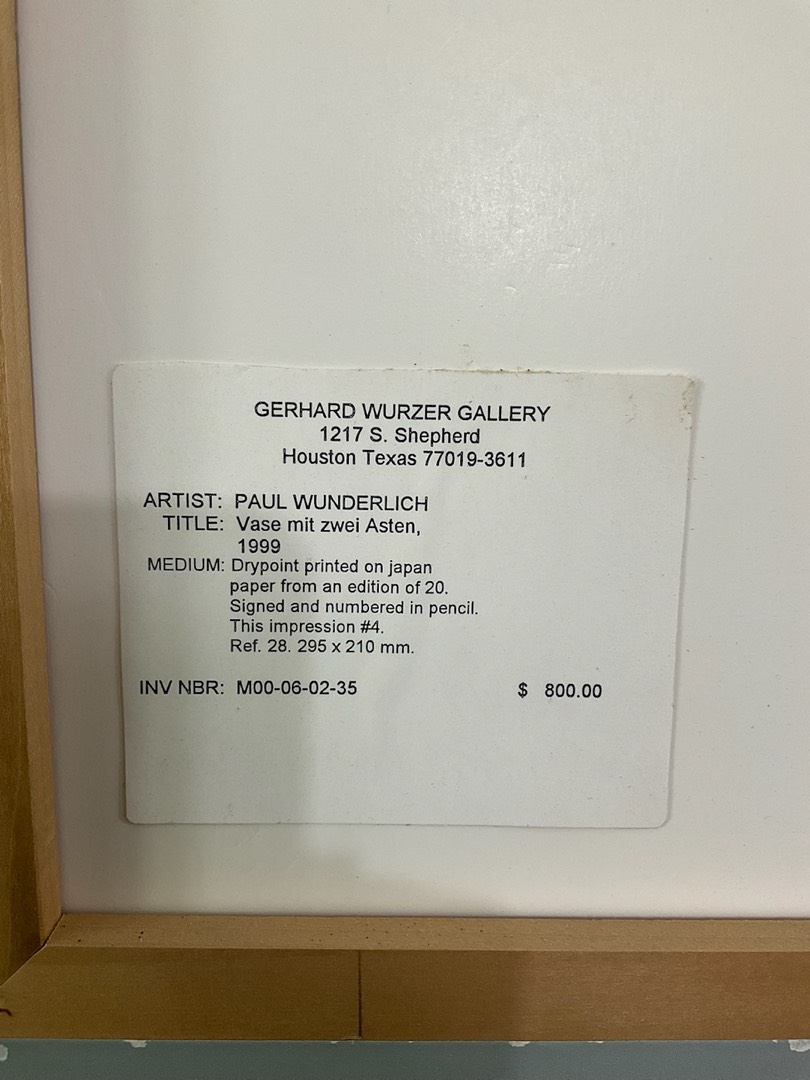 GERHARD WURZER GALLERY
1217 S. Shepherd
Houston Texas 77019-3611
ARTIST: PAUL WUNDERLICH
TITLE: Vase mit zwei Asten,
1999
MEDIUM: Drypoint printed on japan
paper from an edition of 20.
Signed and numbered in pencil.
This impression #4.
Ref. 28. 295 x 210 mm.
INV NBR: M00-06-02-35 $ 800.00